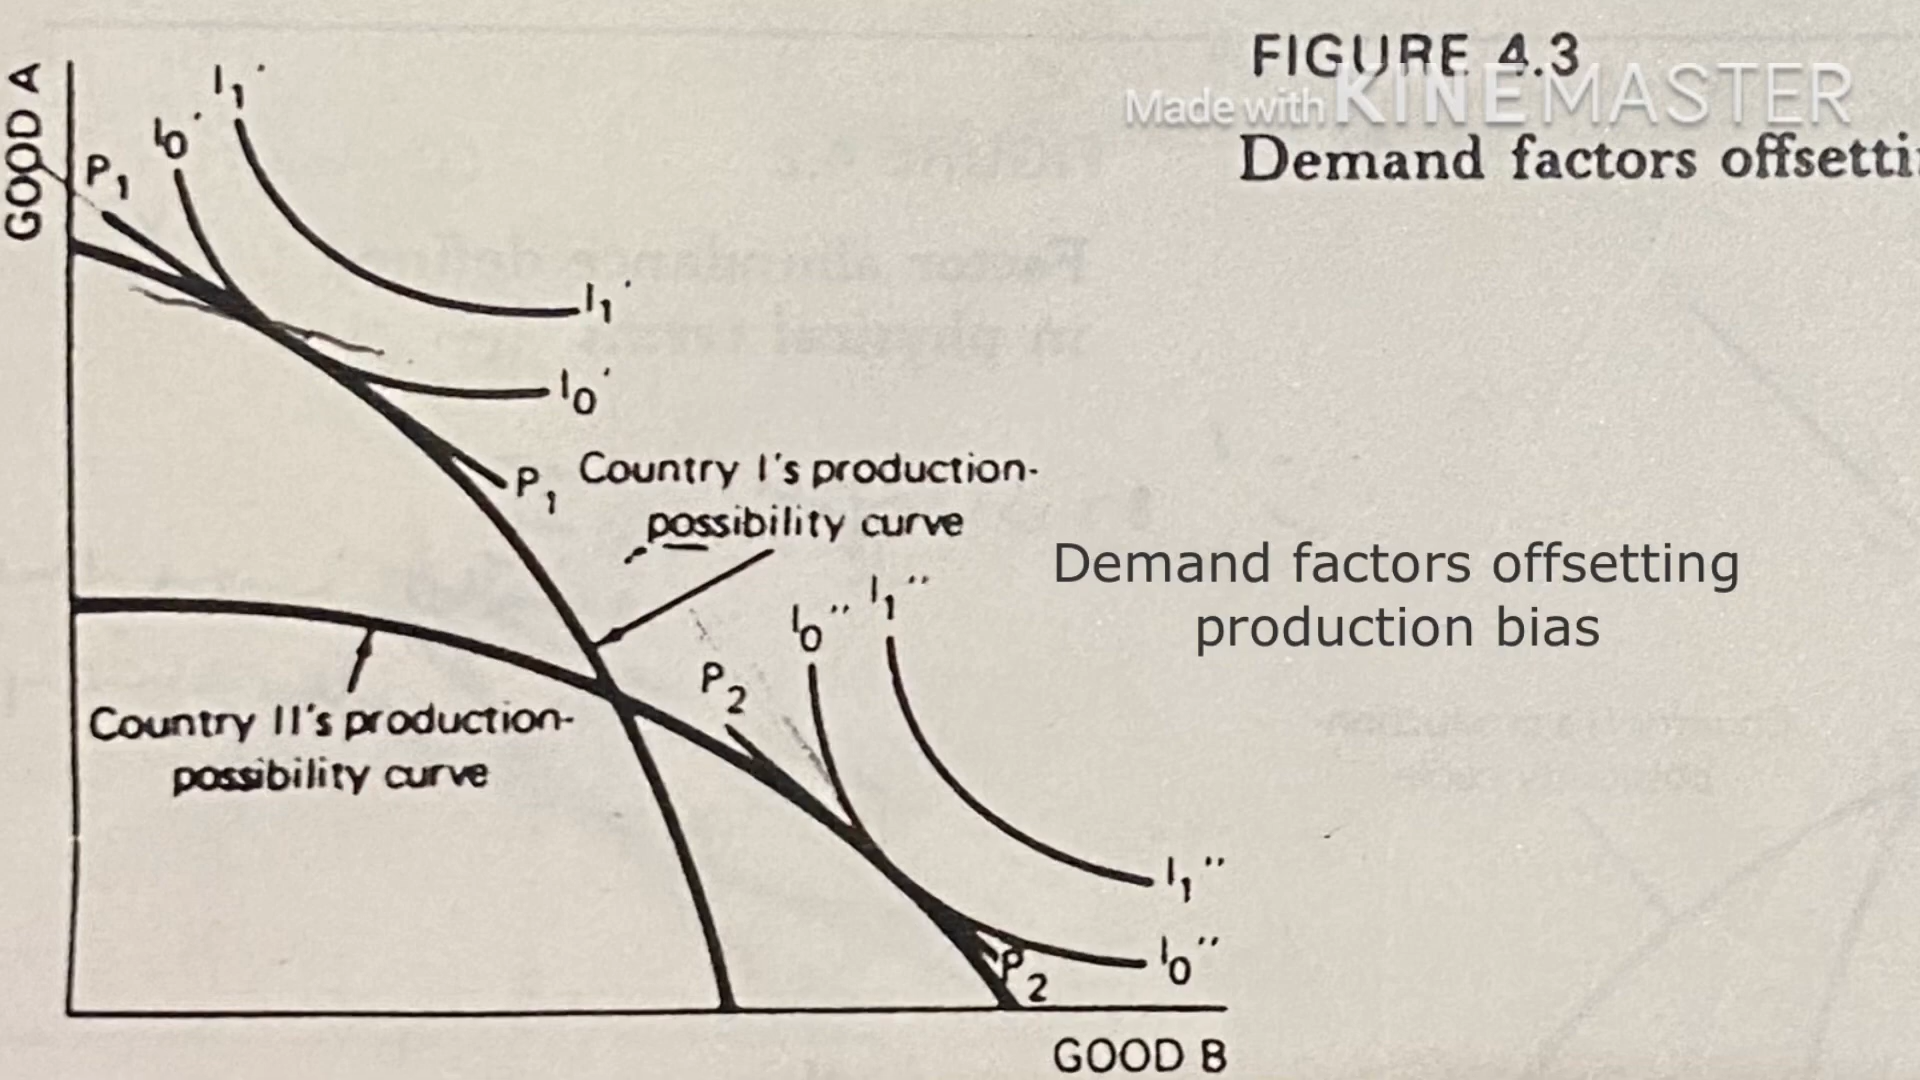 FIGURE 4.3
Made with KINEMASTER
Demand factors offsetti
GOOD A
I₁'
I₀'
P₁
I₁'
I₀'
P₁
Country I's production-
possibility curve
Demand factors offsetting
production bias
I₁''
I₀''
P₂
Country II's production-
possibility curve
I₁''
I₀''
P₂
GOOD B